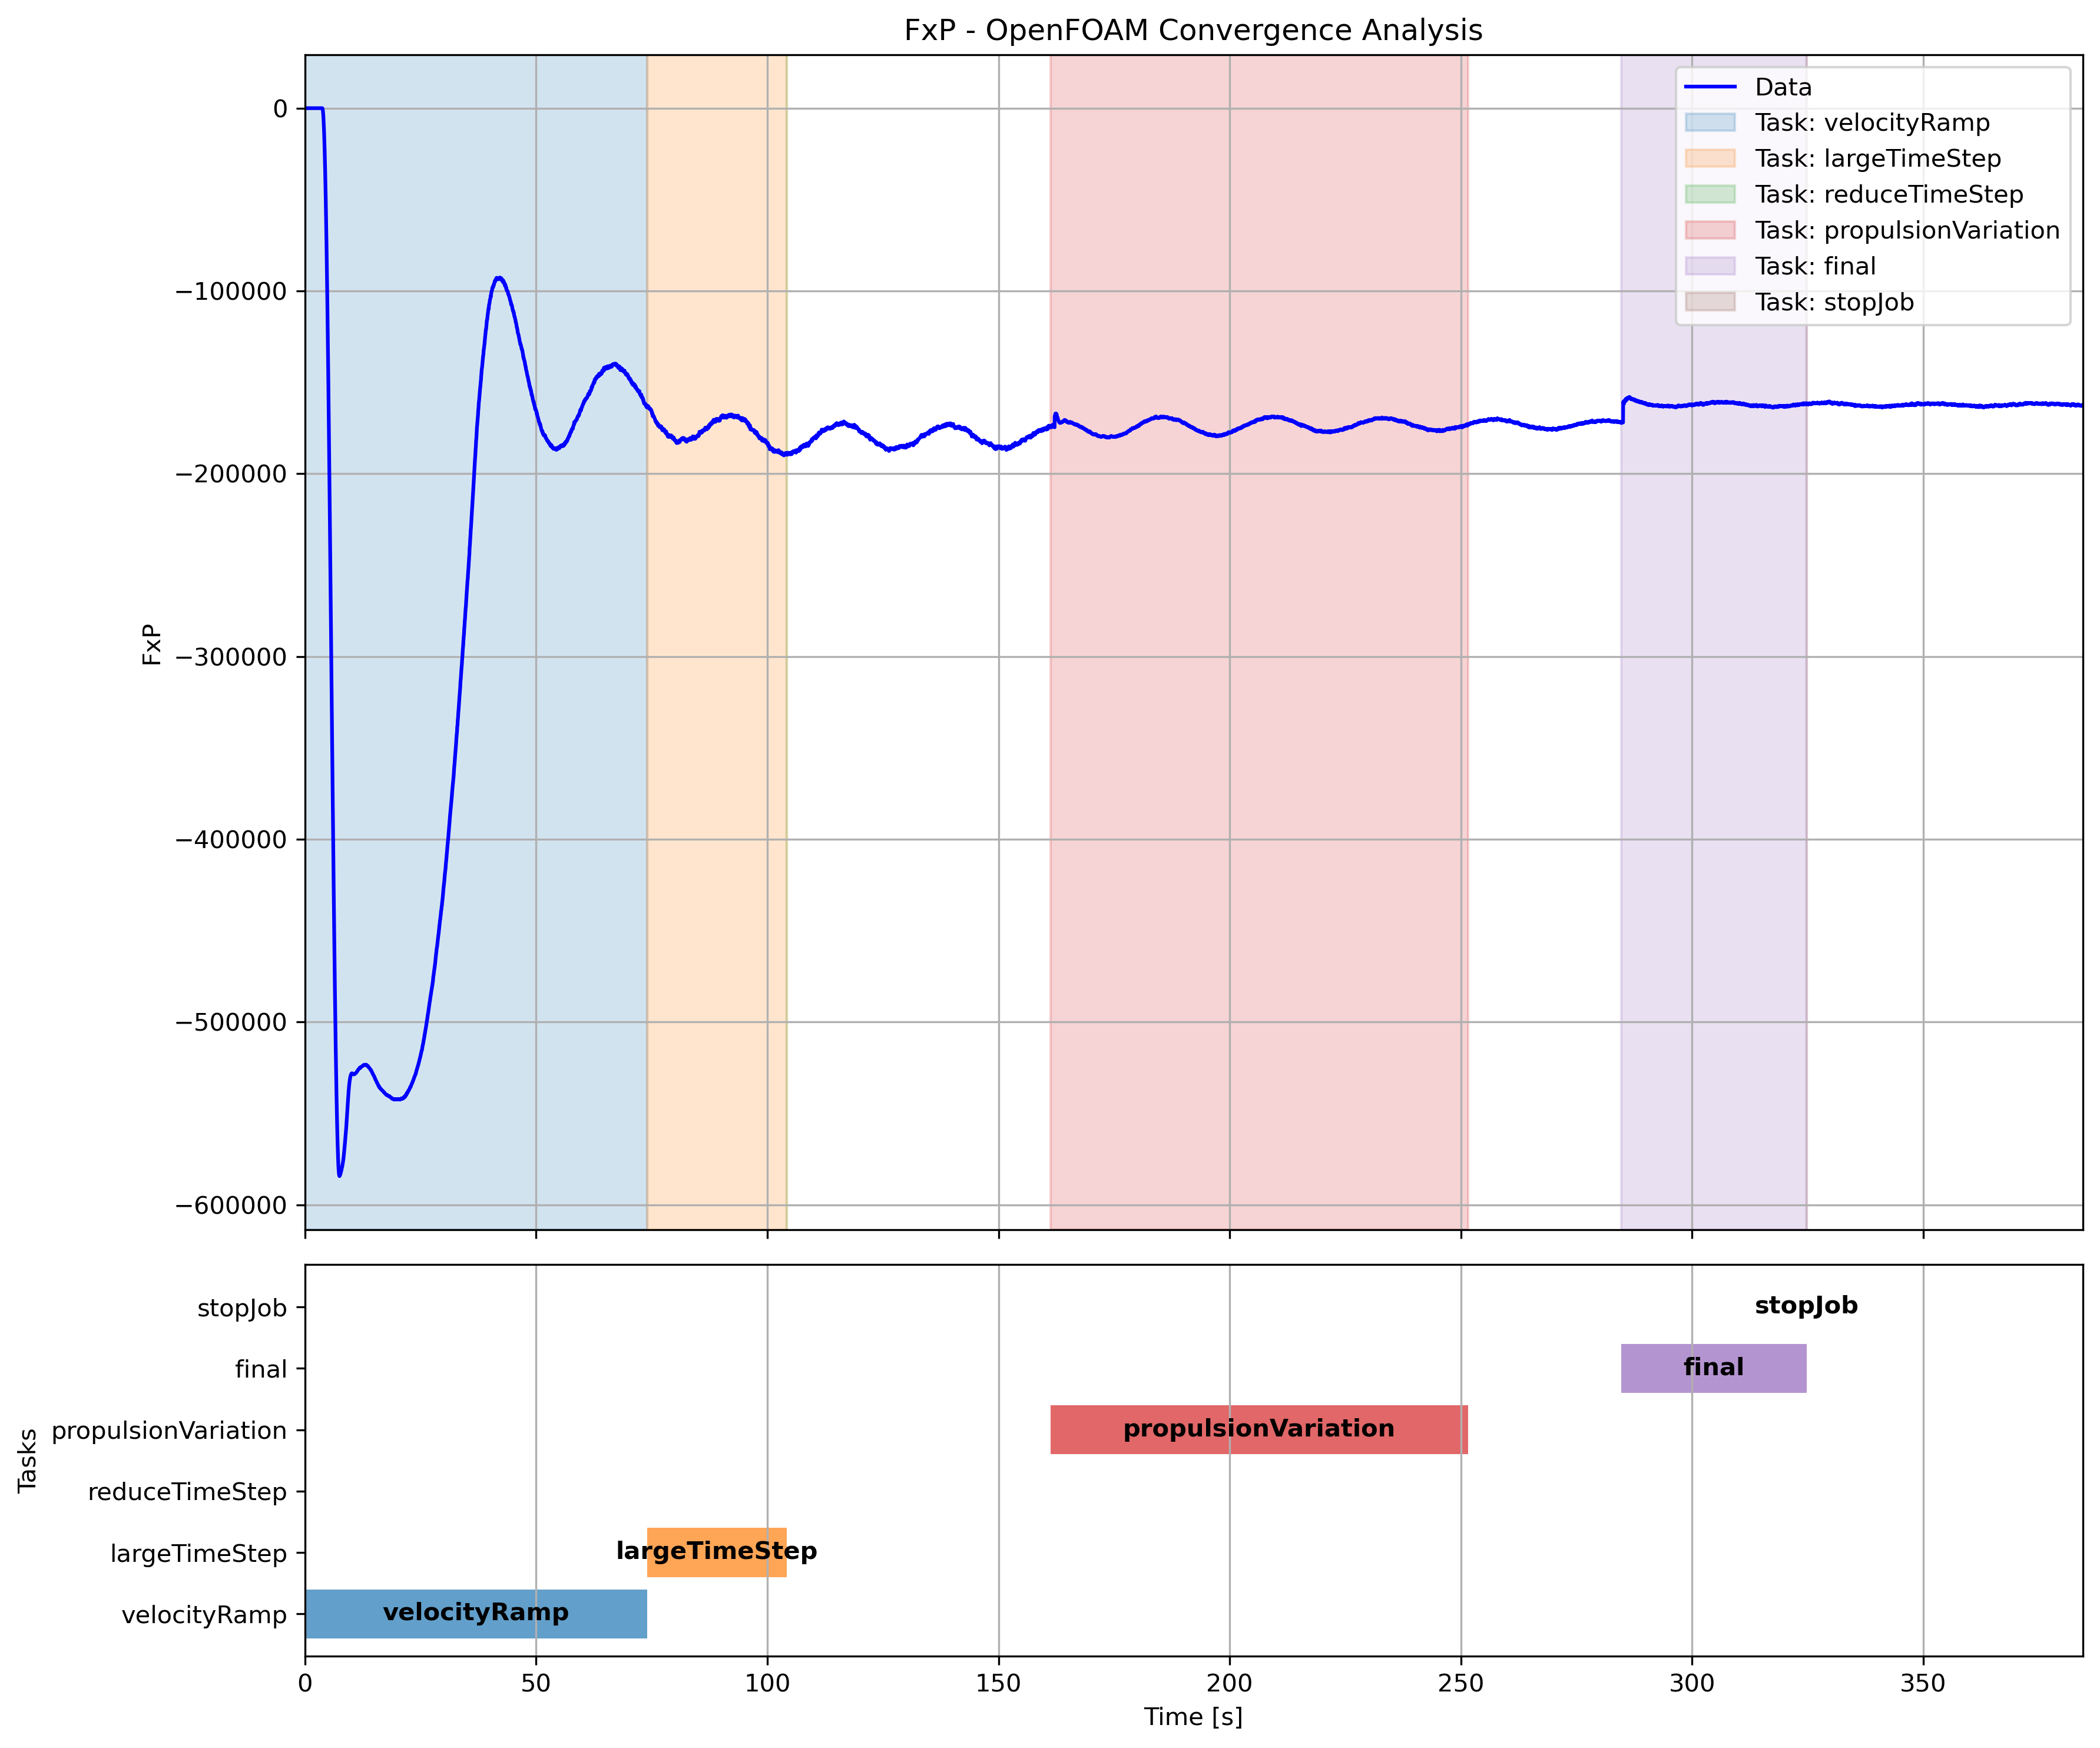 FxP - OpenFOAM Convergence Analysis
0
−100000
−200000
−300000
−400000
−500000
−600000
FxP
Data
Task: velocityRamp
Task: largeTimeStep
Task: reduceTimeStep
Task: propulsionVariation
Task: final
Task: stopJob
stopJob
final
propulsionVariation
reduceTimeStep
largeTimeStep
velocityRamp
Tasks
stopJob
final
propulsionVariation
largeTimeStep
velocityRamp
0 50 100 150 200 250 300 350
Time [s]